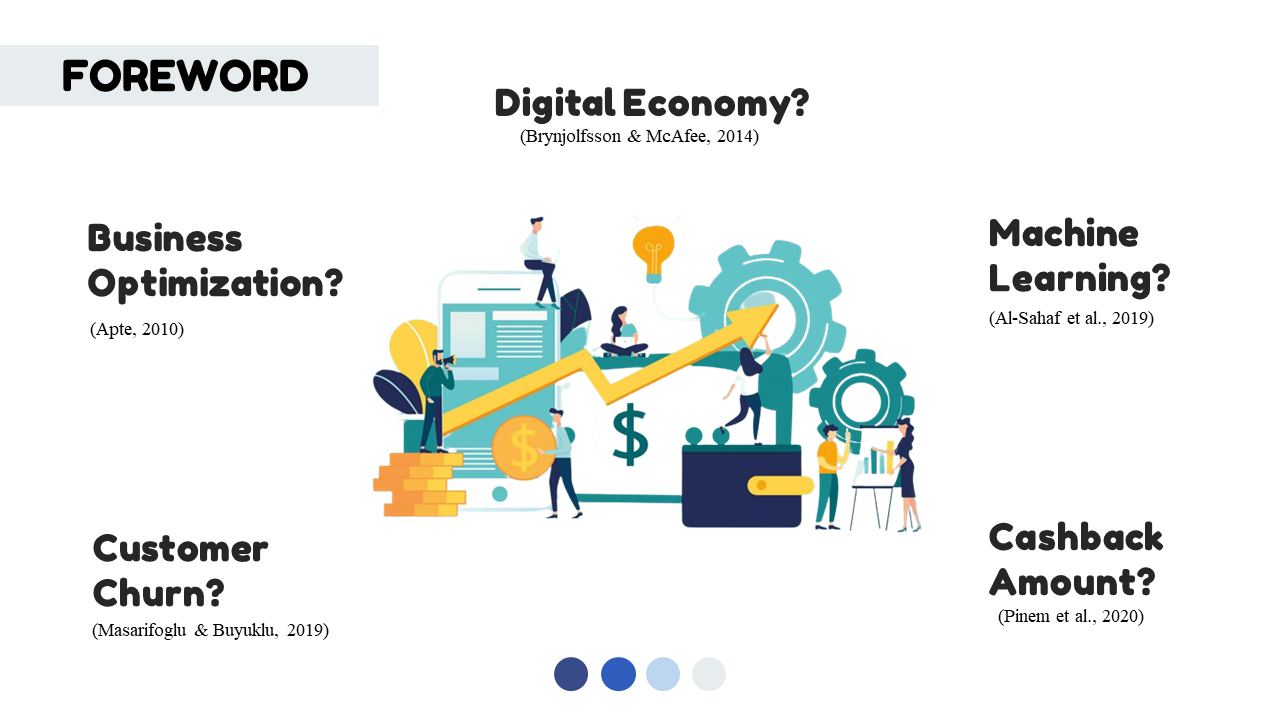 FOREWORD
Digital Economy?
(Brynjolfsson & McAfee, 2014)
Business
Optimization?
(Apte, 2010)
Machine
Learning?
(Al-Sahaf et al., 2019)
$
$
Customer
Churn?
(Masarifoglu & Buyuklu, 2019)
Cashback
Amount?
(Pinem et al., 2020)